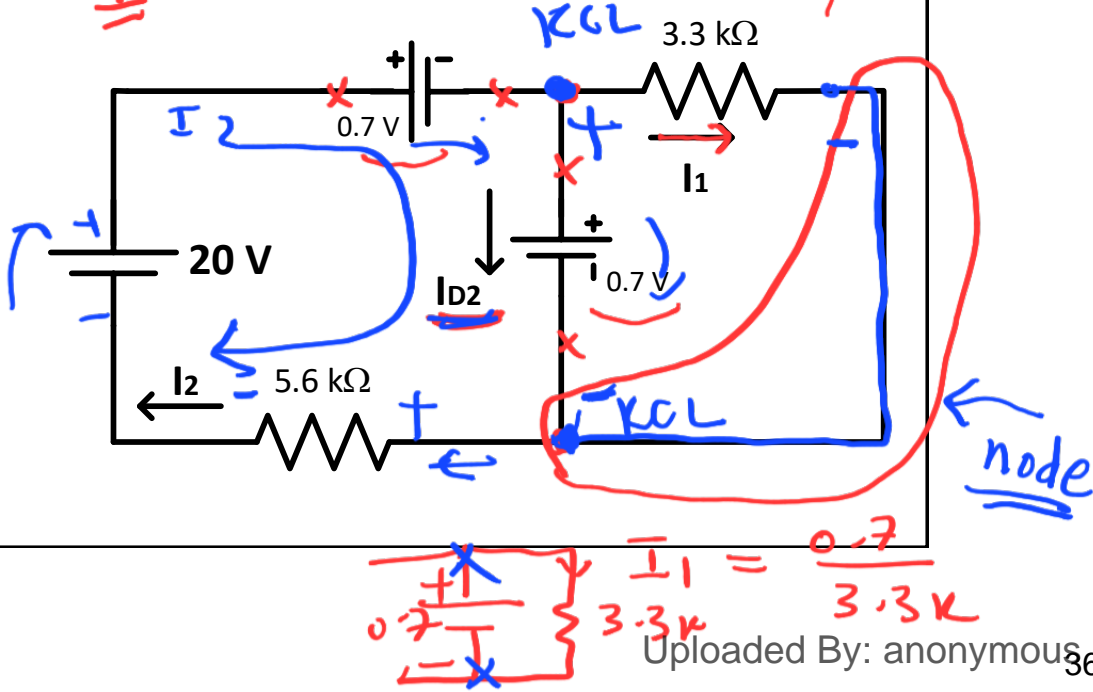 KCL
3.3 kΩ
+ -
0.7 V
I2
+
-
I1
+
20 V
+
-
0.7 V
ID2
-
I2
5.6 kΩ
+
- KCL
node
+
0.7
-
3.3k
I1 = 0.7 / 3.3k
Uploaded By: anonymous
36